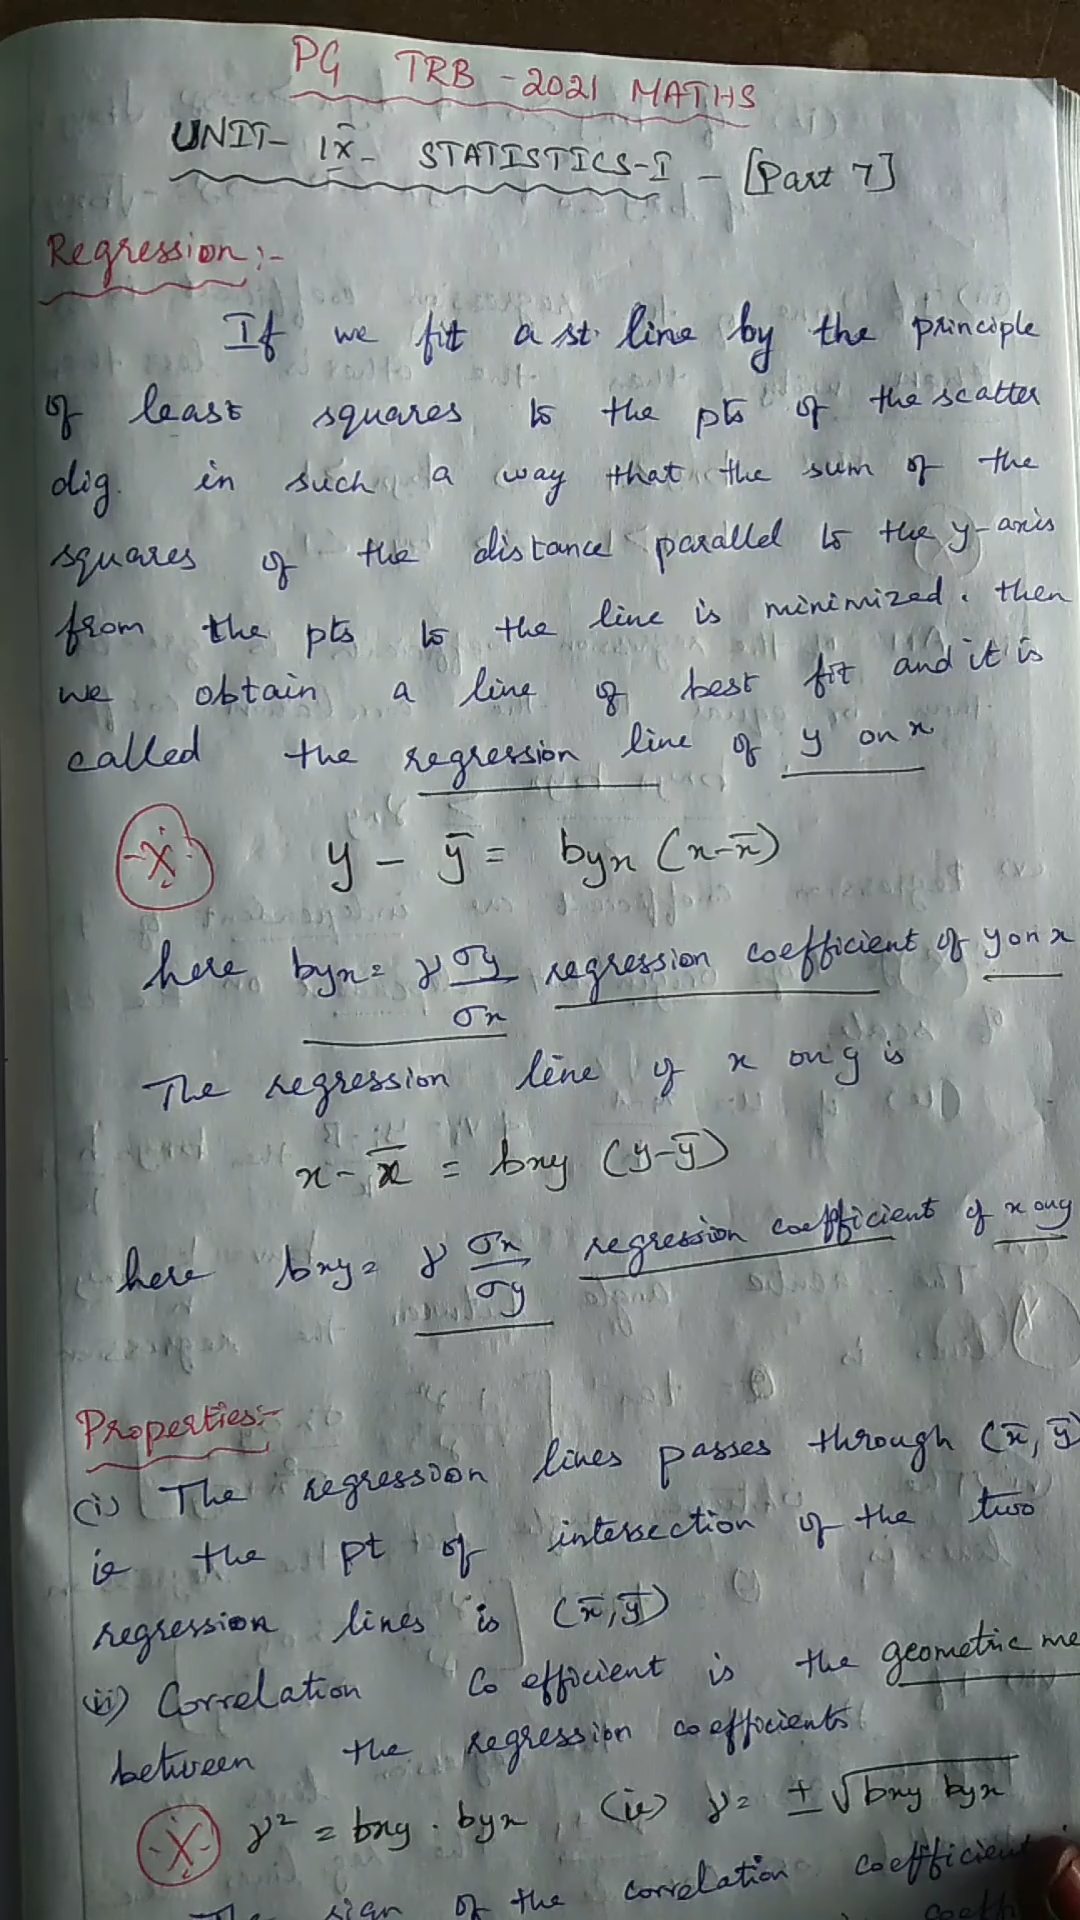 PG TRB - 2021 MATHS
UNIT - IX - STATISTICS-I - [Part 7]
Regression:-
If we fit a st. line by the principle
of least squares to the pts of the scatter
dig. in such a way that the sum of the
squares of the distance parallel to the y-axis
from the pts to the line is minimized. then
we obtain a line of best fit and it is
called the regression line of y on x
y - ȳ = byx (x-x̄)
here byx = γ σy/σx regression coefficient of y on x
The regression line of x on y is
x - x̄ = bxy (y-ȳ)
here bxy = γ σx/σy regression coefficient of x on y
Properties:-
(i) The regression lines passes through (x̄, ȳ)
ie the pt of intersection of the two
regression lines is (x̄, ȳ)
(ii) Correlation Co efficient is the geometric me
between the regression coefficients
γ² = bxy . byx, (ie) γ = ± √bxy byx
The sign of the correlation coefficient